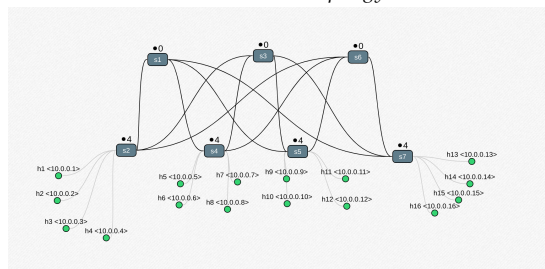 ●0
s1
●0
s3
●0
s6
●4
s2
●4
s4
●4
s5
●4
s7
h1 <10.0.0.1>
h2 <10.0.0.2>
h3 <10.0.0.3>
h4 <10.0.0.4>
h5 <10.0.0.5>
h6 <10.0.0.6>
h7 <10.0.0.7>
h8 <10.0.0.8>
h9 <10.0.0.9>
h10 <10.0.0.10>
h11 <10.0.0.11>
h12 <10.0.0.12>
h13 <10.0.0.13>
h14 <10.0.0.14>
h15 <10.0.0.15>
h16 <10.0.0.16>